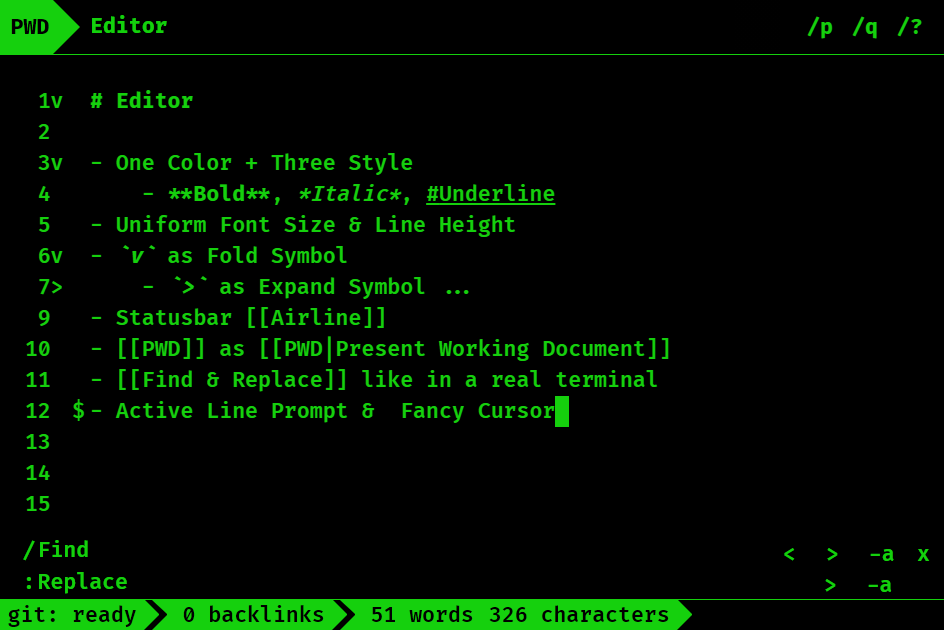 PWD Editor /p /q /?
1v # Editor
2
3v - One Color + Three Style
4 - **Bold**, *Italic*, #Underline
5 - Uniform Font Size & Line Height
6v - `v` as Fold Symbol
7> - `>` as Expand Symbol ...
9 - Statusbar [[Airline]]
10 - [[PWD]] as [[PWD|Present Working Document]]
11 - [[Find & Replace]] like in a real terminal
12 $ - Active Line Prompt &  Fancy Cursor
13
14
15
/Find < > -a x
:Replace > -a
git: ready 0 backlinks 51 words 326 characters